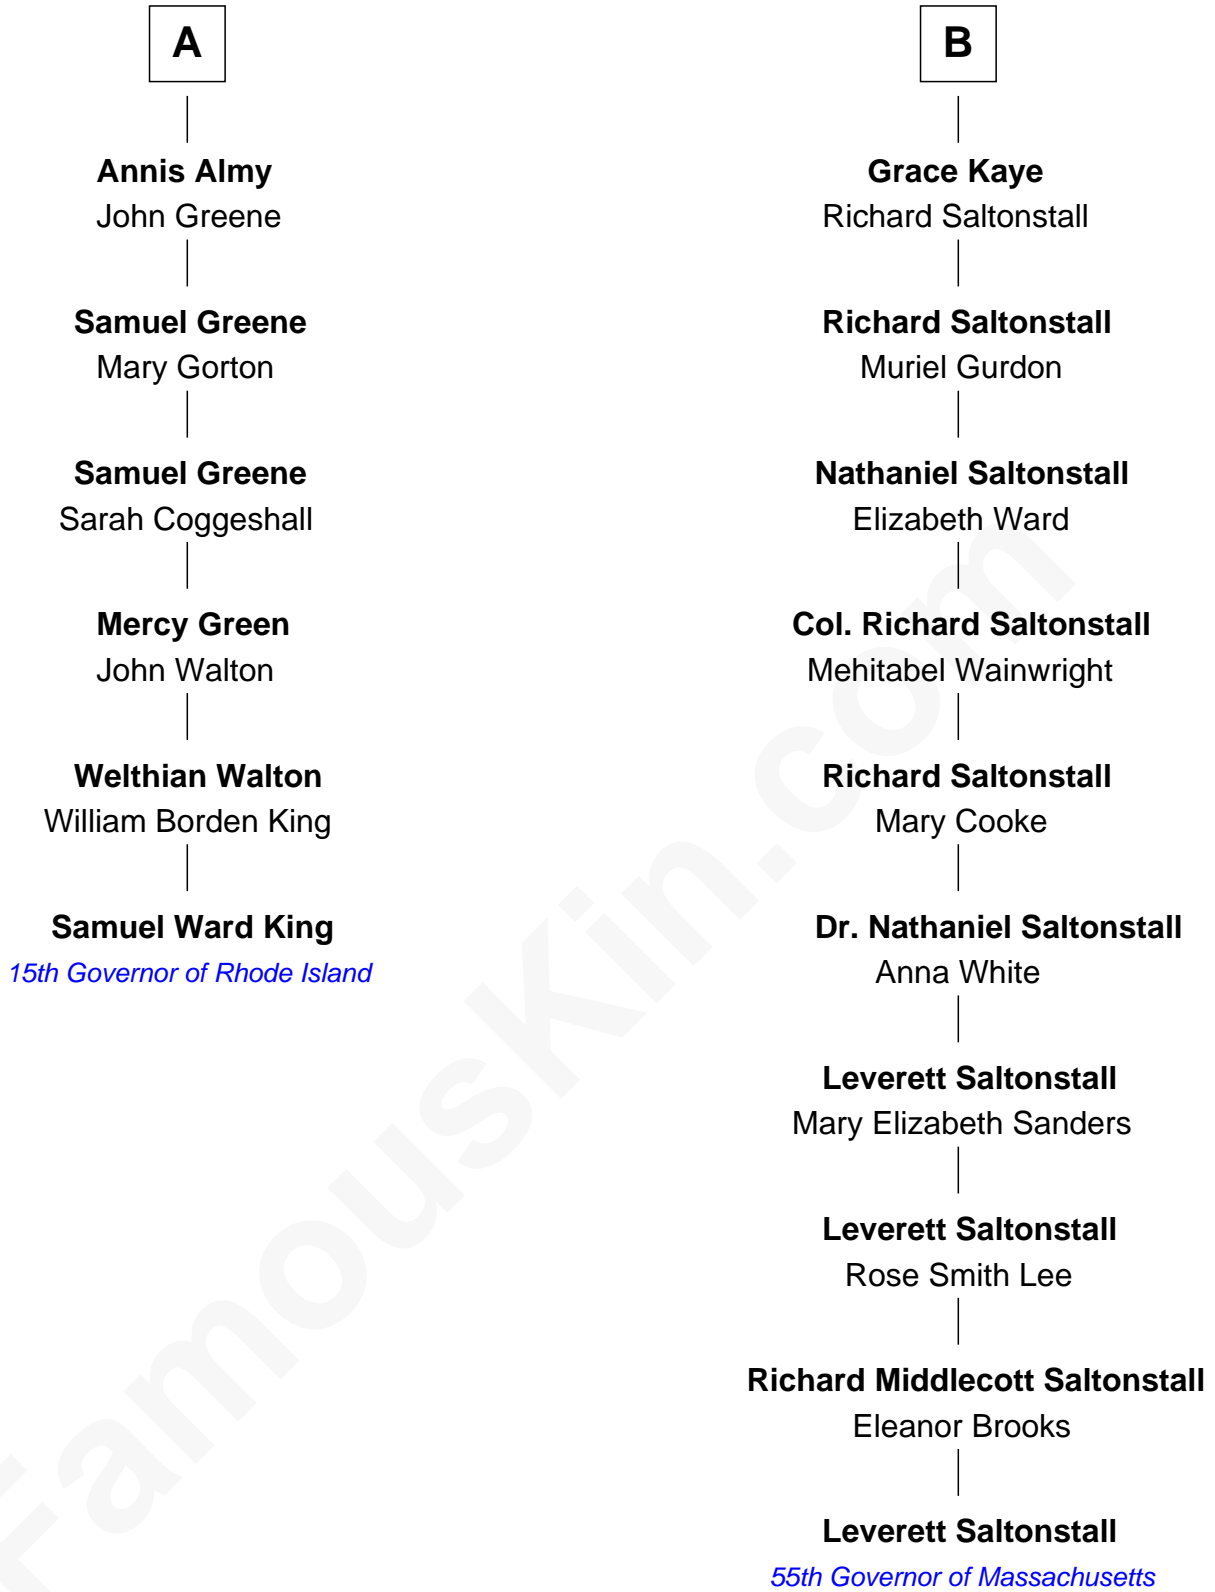 A
Annis Almy
John Greene
Samuel Greene
Mary Gorton
Samuel Greene
Sarah Coggeshall
Mercy Green
John Walton
Welthian Walton
William Borden King
Samuel Ward King
15th Governor of Rhode Island
B
Grace Kaye
Richard Saltonstall
Richard Saltonstall
Muriel Gurdon
Nathaniel Saltonstall
Elizabeth Ward
Col. Richard Saltonstall
Mehitabel Wainwright
Richard Saltonstall
Mary Cooke
Dr. Nathaniel Saltonstall
Anna White
Leverett Saltonstall
Mary Elizabeth Sanders
Leverett Saltonstall
Rose Smith Lee
Richard Middlecott Saltonstall
Eleanor Brooks
Leverett Saltonstall
55th Governor of Massachusetts
FamousKin.com